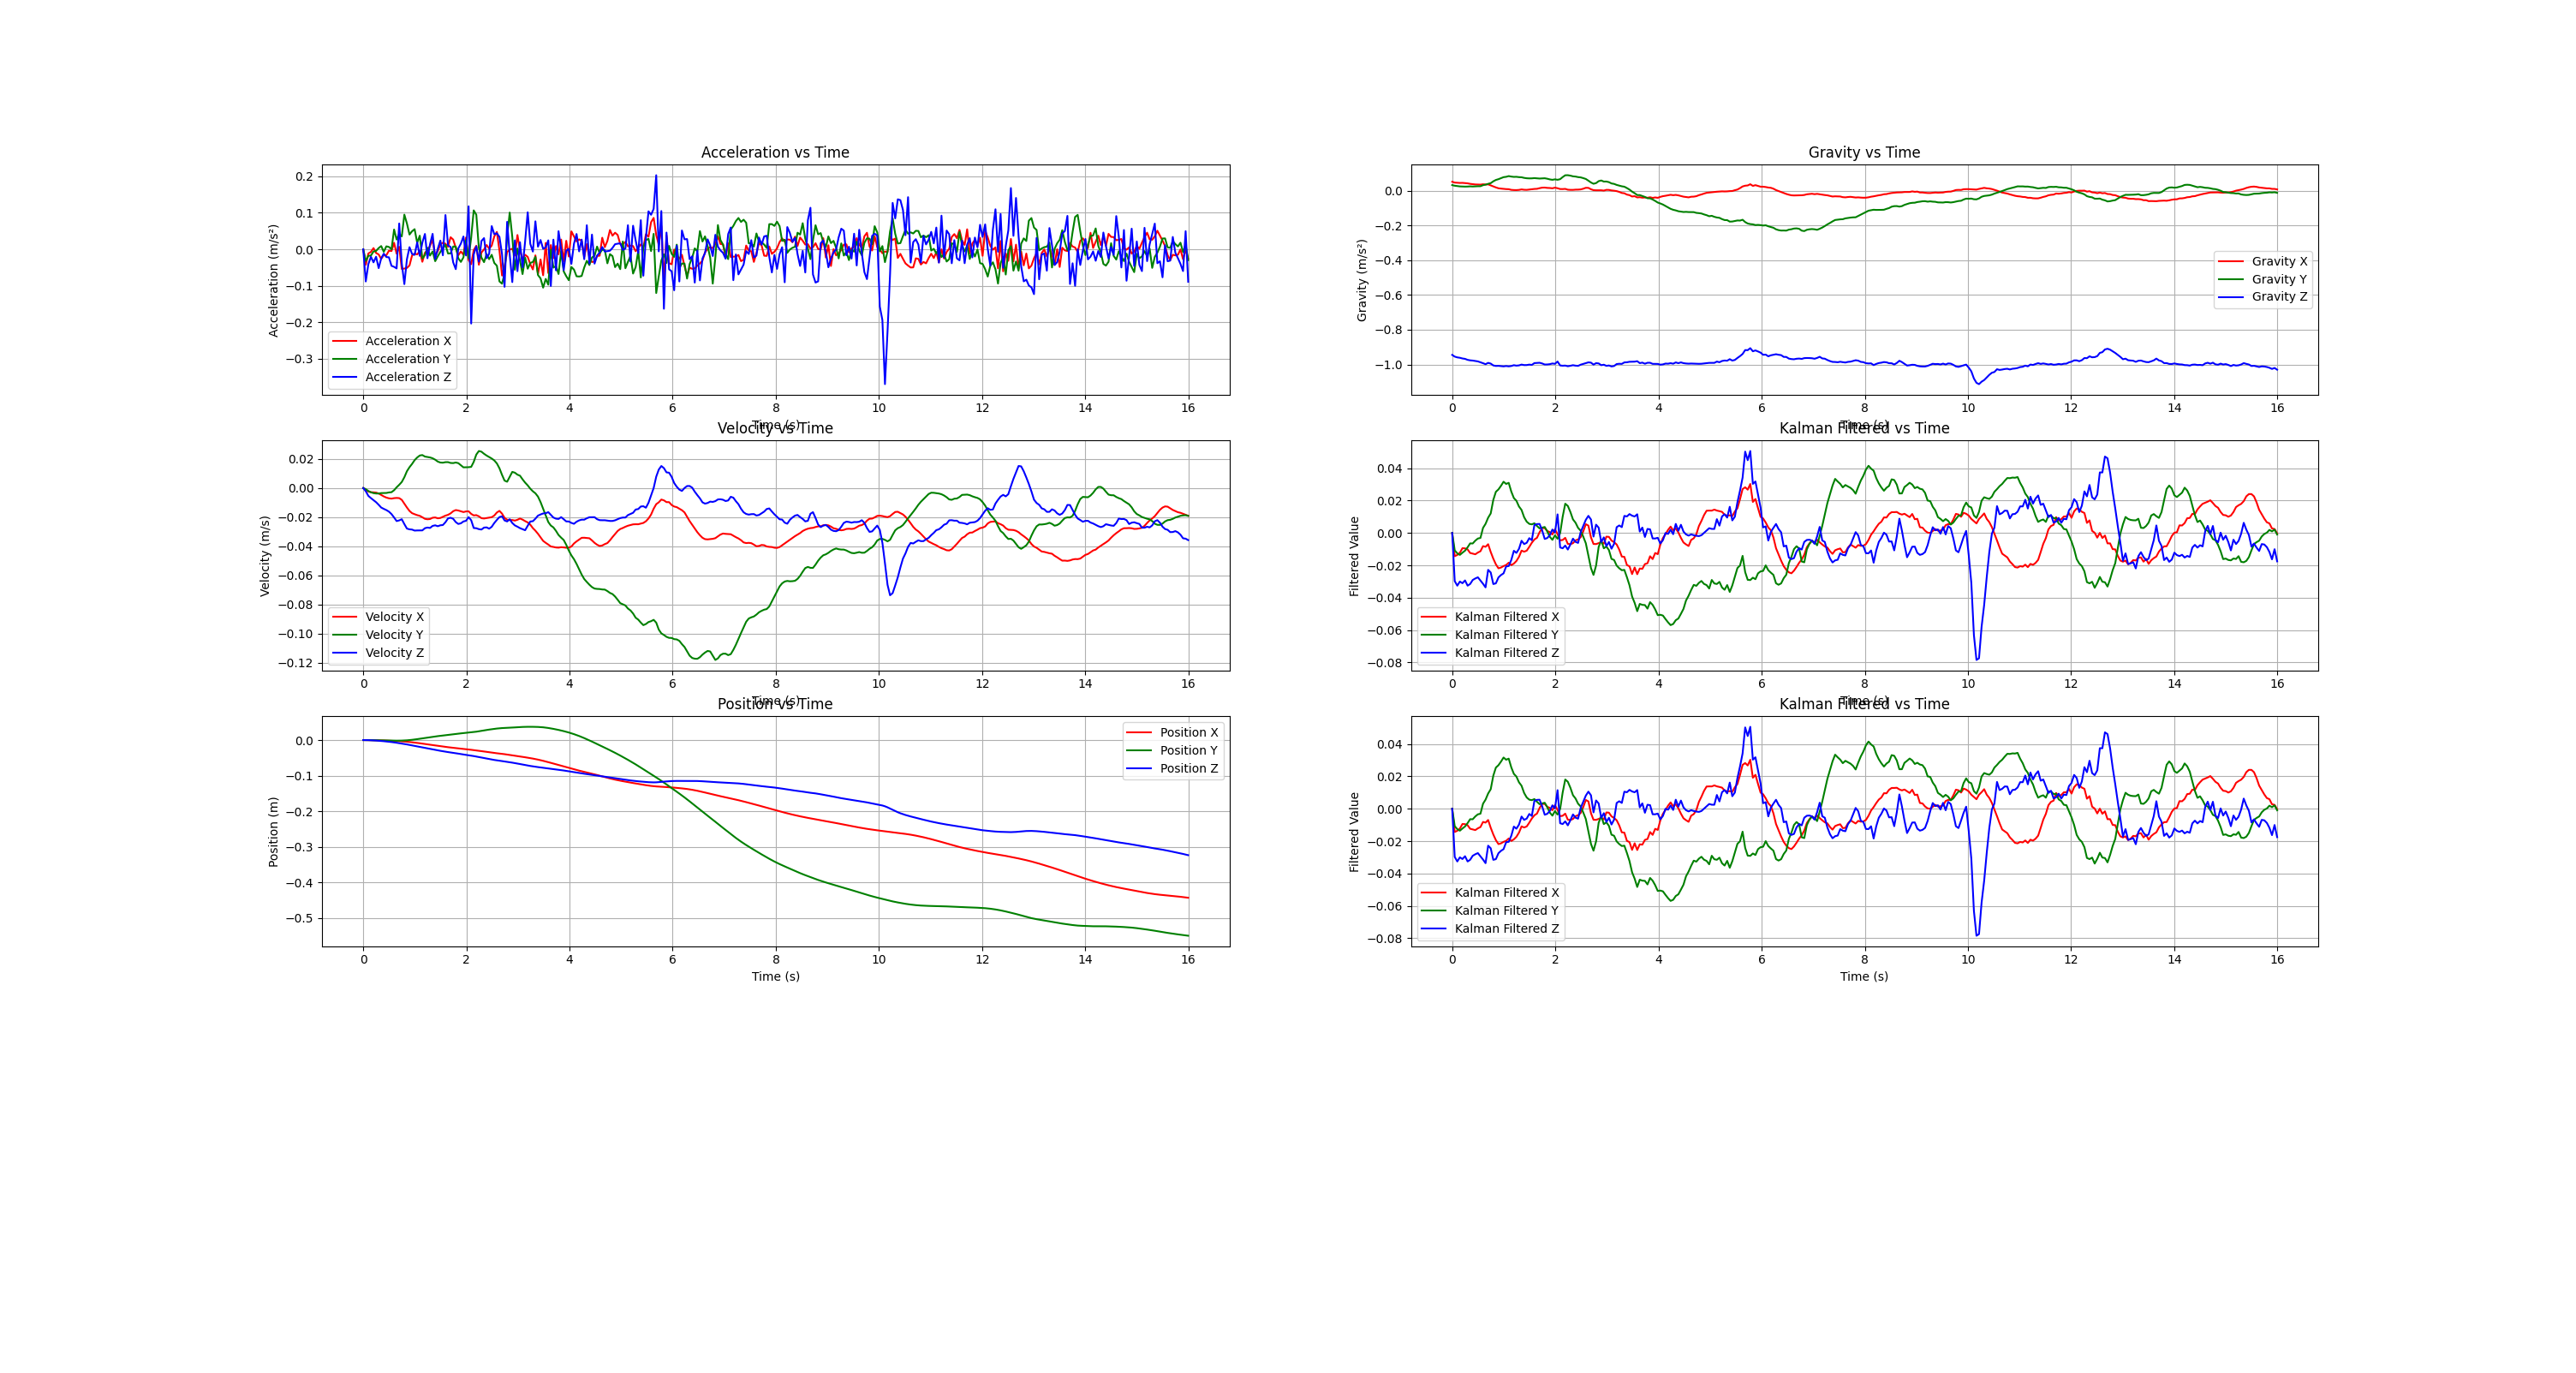 Acceleration vs Time
Acceleration (m/s²)
0.2
0.1
0.0
−0.1
−0.2
−0.3
Acceleration X
Acceleration Y
Acceleration Z
0 2 4 6 8 10 12 14 16
Time (s)
Gravity vs Time
Gravity (m/s²)
0.0
−0.2
−0.4
−0.6
−0.8
−1.0
Gravity X
Gravity Y
Gravity Z
0 2 4 6 8 10 12 14 16
Time (s)
Velocity vs Time
Velocity (m/s)
0.02
0.00
−0.02
−0.04
−0.06
−0.08
−0.10
−0.12
Velocity X
Velocity Y
Velocity Z
0 2 4 6 8 10 12 14 16
Time (s)
Kalman Filtered vs Time
Filtered Value
0.04
0.02
0.00
−0.02
−0.04
−0.06
−0.08
Kalman Filtered X
Kalman Filtered Y
Kalman Filtered Z
0 2 4 6 8 10 12 14 16
Time (s)
Position vs Time
Position (m)
0.0
−0.1
−0.2
−0.3
−0.4
−0.5
Position X
Position Y
Position Z
0 2 4 6 8 10 12 14 16
Time (s)
Kalman Filtered vs Time
Filtered Value
0.04
0.02
0.00
−0.02
−0.04
−0.06
−0.08
Kalman Filtered X
Kalman Filtered Y
Kalman Filtered Z
0 2 4 6 8 10 12 14 16
Time (s)